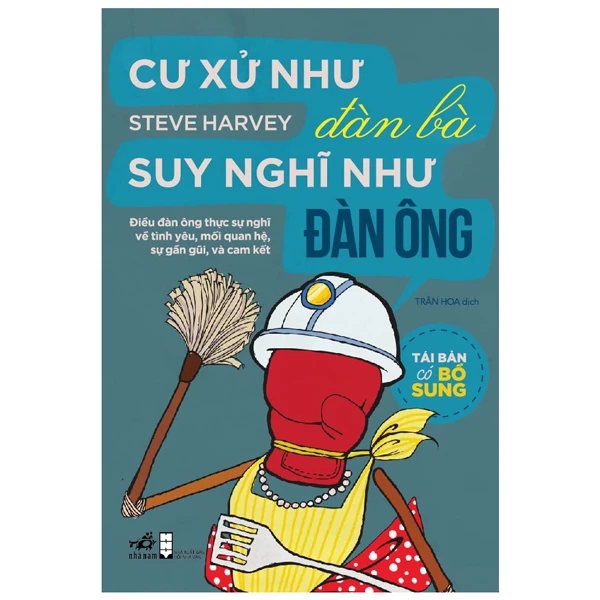 CƯ XỬ NHƯ
STEVE HARVEY đàn bà
SUY NGHĨ NHƯ
ĐÀN ÔNG
Điều đàn ông thực sự nghĩ
về tình yêu, mối quan hệ,
sự gần gũi, và cam kết
TRẦN HOA dịch
TÁI BẢN
có BỔ
SUNG
nhã nam